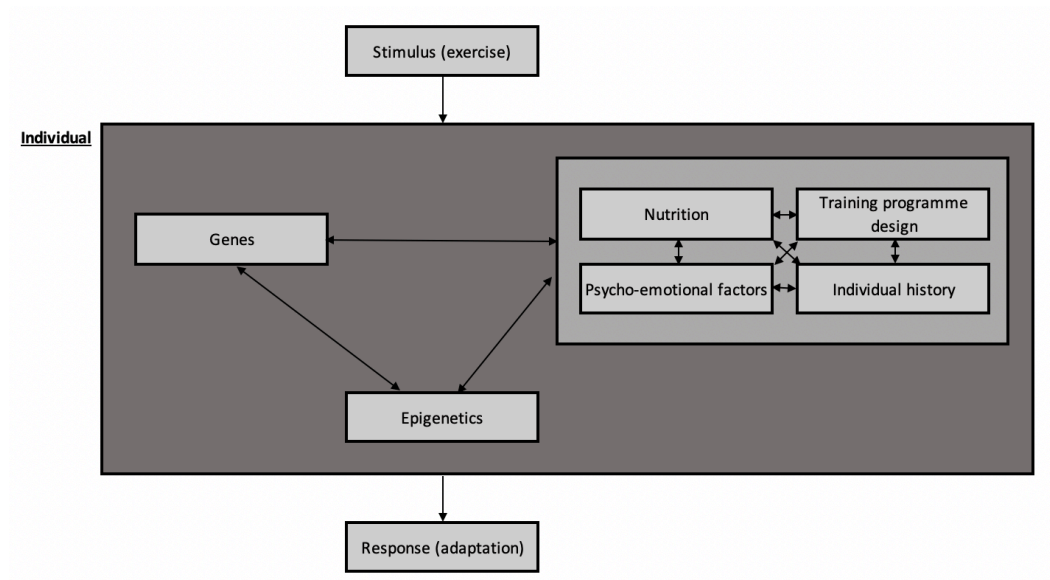 Stimulus (exercise)
Individual
Nutrition
Training programme
design
Genes
Psycho-emotional factors
Individual history
Epigenetics
Response (adaptation)